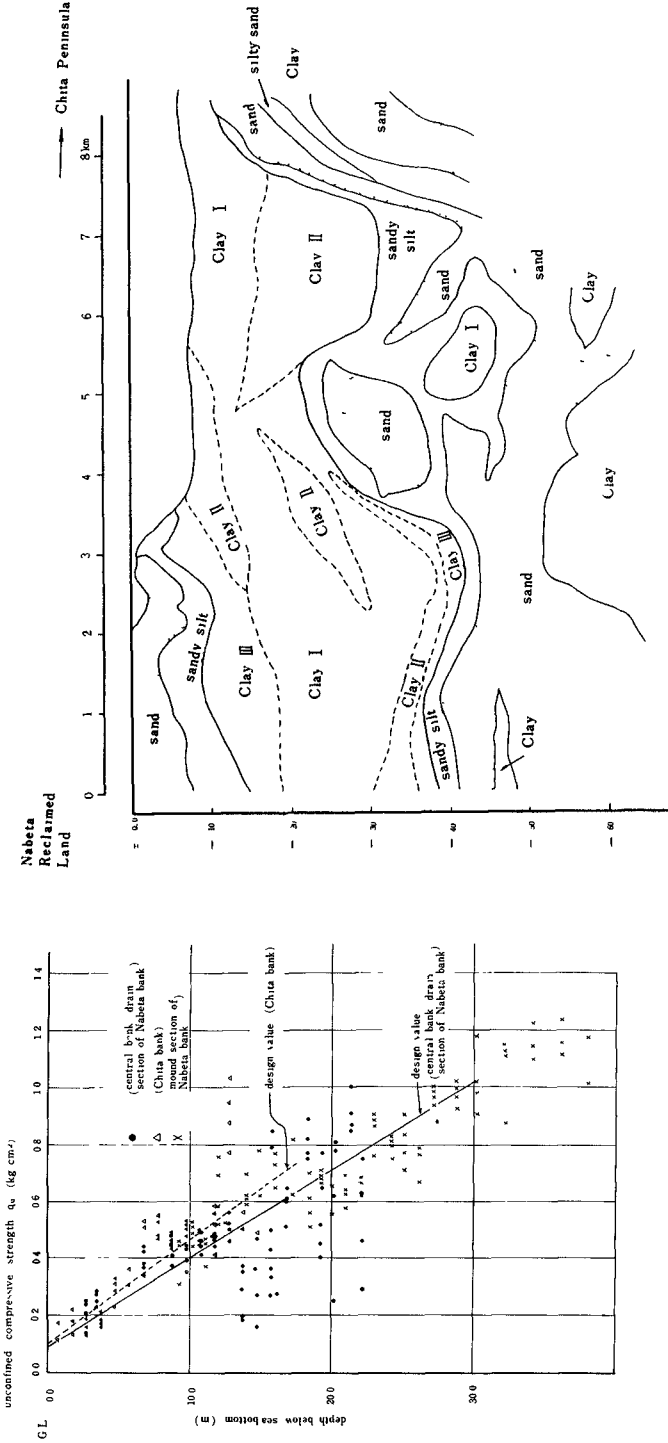 unconfined compressive strength qu (kg/cm²)
G L
0.0
0.2
0.4
0.6
0.8
1.0
1.2
1.4
0.0
10.0
20.0
30.0
depth below sea bottom (m)
● (central bank drain
section of Nabeta bank)
△ (Chita bank)
X mound section of)
Nabeta bank
design value (Chita bank)
design value
(central bank drain
section of Nabeta bank)
Nabeta
Reclaimed
Land
Chita Peninsula
0
1
2
3
4
5
6
7
8 km
± 0.0
- 10
- 20
- 30
- 40
- 50
- 60
sand
sandy silt
Clay III
Clay I
Clay II
Clay II
Clay II
Clay III
sandy silt
Clay
sand
sand
Clay I
Clay II
sandy silt
sand
Clay I
sand
Clay
Clay
sand
silty sand
Clay
sand